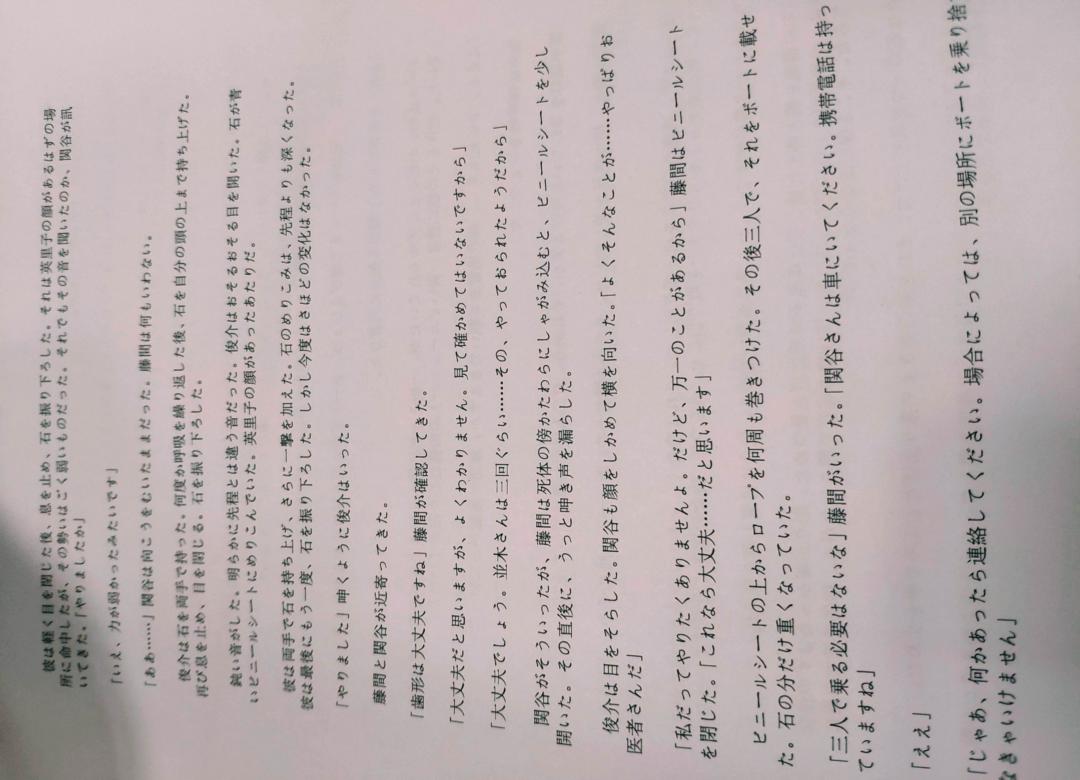 彼は軽く目を閉じた後、息を止め、石を振り下ろした。それは英里子の顔があるはずの場
所に命中したが、その勢いはごく弱いものだった。それでもその音を聞いたのか、関谷が訊
いてきた。「やりましたか」
「いえ、力が弱かったみたいです」
「ああ……」関谷は向こうをむいたままだった。藤間は何もいわない。
俊介は石を両手で持った。何度か呼吸を繰り返した後、石を自分の頭の上まで持ち上げた。
再び息を止め、目を閉じる。石を振り下ろした。
鈍い音がした。明らかに先程とは違う音だった。俊介はおそるおそる目を開いた。石が青
いビニールシートにめりこんでいた。英里子の顔があったあたりだ。
彼は両手で石を持ち上げ、さらに一撃を加えた。石のめりこみは、先程よりも深くなった。
彼は最後にもう一度、石を振り下ろした。しかし今度はさほどの変化はなかった。
「やりました」呻くように俊介はいった。
藤間と関谷が近寄ってきた。
「歯形は大丈夫ですね」藤間が確認してきた。
「大丈夫だと思いますが、よくわかりません。見て確かめてはいないですから」
「大丈夫でしょう。並木さんは三回ぐらい……その、やっておられたようだから」
関谷がそういったが、藤間は死体の傍かたわらにしゃがみ込むと、ビニールシートを少し
開いた。その直後に、うっと呻き声を漏らした。
俊介は目をそらした。関谷も顔をしかめて横を向いた。「よくそんなことが……やっぱりお
医者さんだ」
「私だってやりたくありませんよ。だけど、万一のことがあるから」藤間はビニールシート
を閉じた。「これなら大丈夫……だと思います」
ビニールシートの上からロープを何周も巻きつけた。その後三人で、それをボートに載せ
た。石の分だけ重くなっていた。
「三人で乗る必要はないな」藤間がいった。「関谷さんは車にいてください。携帯電話は持っ
ていますね」
「ええ」
「じゃあ、何かあったら連絡してください。場合によっては、別の場所にボートを乗り捨
なきゃいけません」